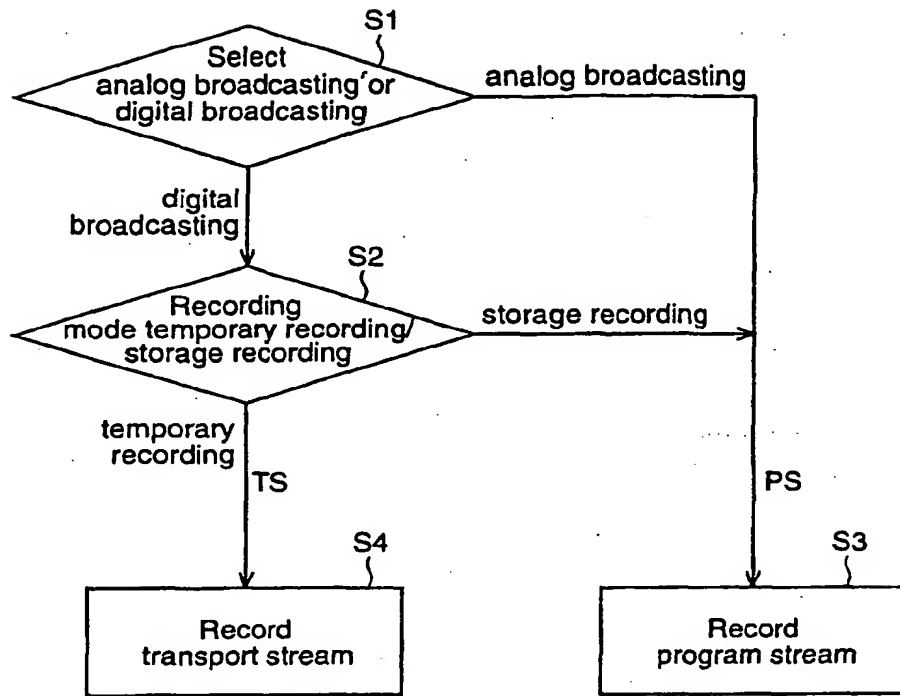 S1
Select
analog broadcasting or
digital broadcasting
analog broadcasting
digital
broadcasting
S2
Recording
mode temporary recording/
storage recording
storage recording
temporary
recording
TS
PS
S4
S3
Record
transport stream
Record
program stream